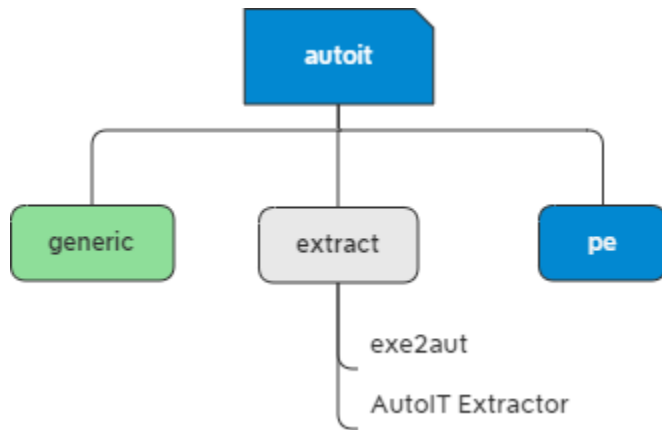 autoit
generic
extract
pe
exe2aut
AutoIT Extractor